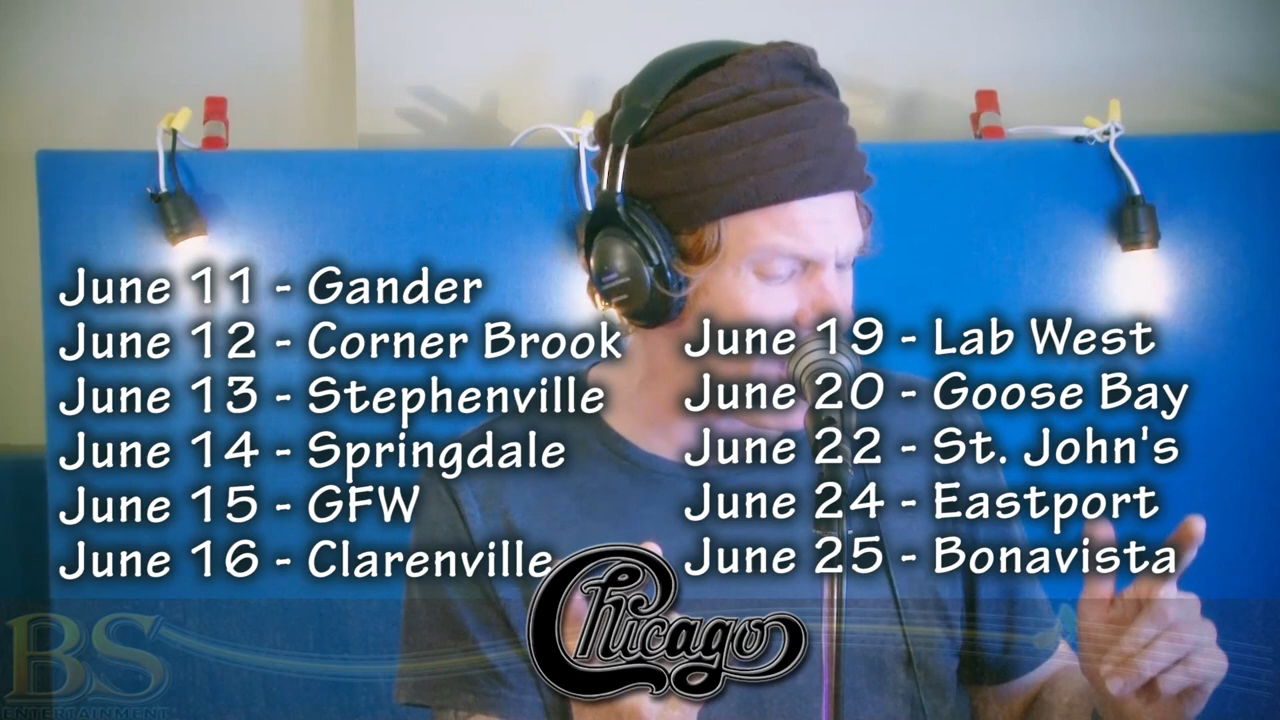 June 11 - Gander
June 12 - Corner Brook
June 13 - Stephenville
June 14 - Springdale
June 15 - GFW
June 16 - Clarenville
June 19 - Lab West
June 20 - Goose Bay
June 22 - St. John's
June 24 - Eastport
June 25 - Bonavista
Chicago
BS
ENTERTAINMENT